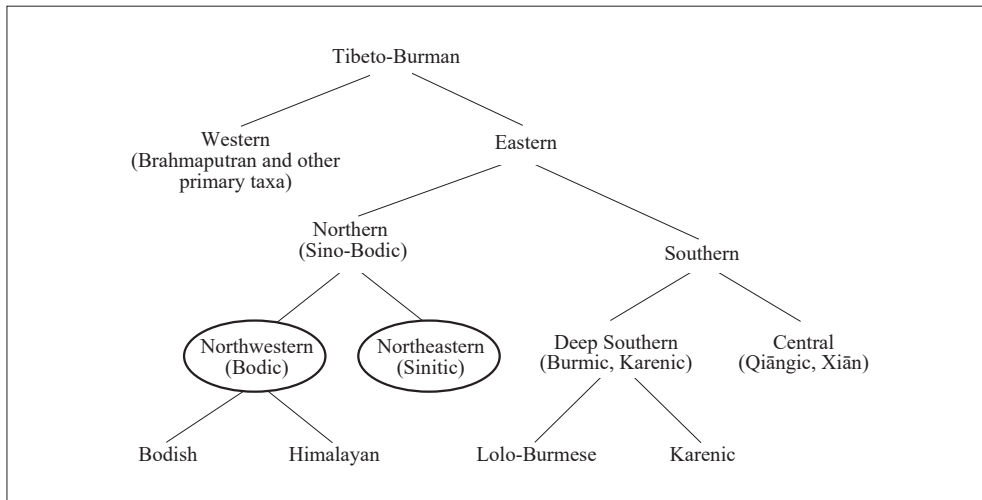 Tibeto-Burman
Western
(Brahmaputran and other
primary taxa)
Eastern
Northern
(Sino-Bodic)
Southern
Northwestern
(Bodic)
Northeastern
(Sinitic)
Deep Southern
(Burmic, Karenic)
Central
(Qiāngic, Xiān)
Bodish
Himalayan
Lolo-Burmese
Karenic